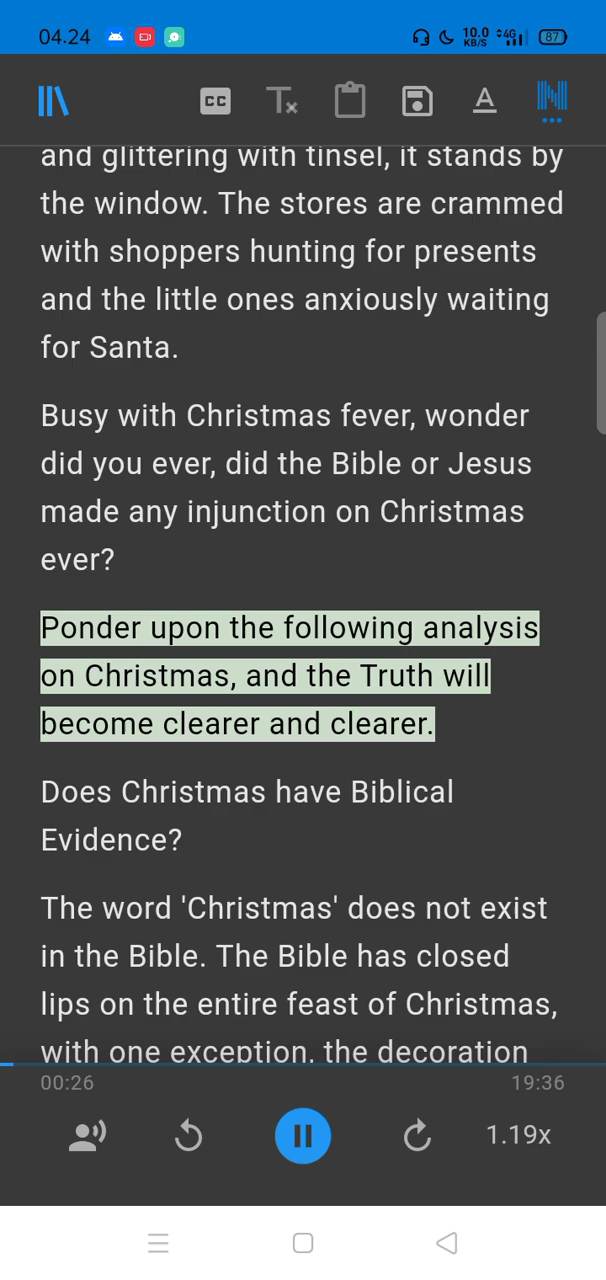 04.24
10.0
KB/S
4G
87
CC
and glittering with tinsel, it stands by
the window. The stores are crammed
with shoppers hunting for presents
and the little ones anxiously waiting
for Santa.
Busy with Christmas fever, wonder
did you ever, did the Bible or Jesus
made any injunction on Christmas
ever?
Ponder upon the following analysis
on Christmas, and the Truth will
become clearer and clearer.
Does Christmas have Biblical
Evidence?
The word 'Christmas' does not exist
in the Bible. The Bible has closed
lips on the entire feast of Christmas,
with one exception, the decoration
00:26
19:36
1.19x